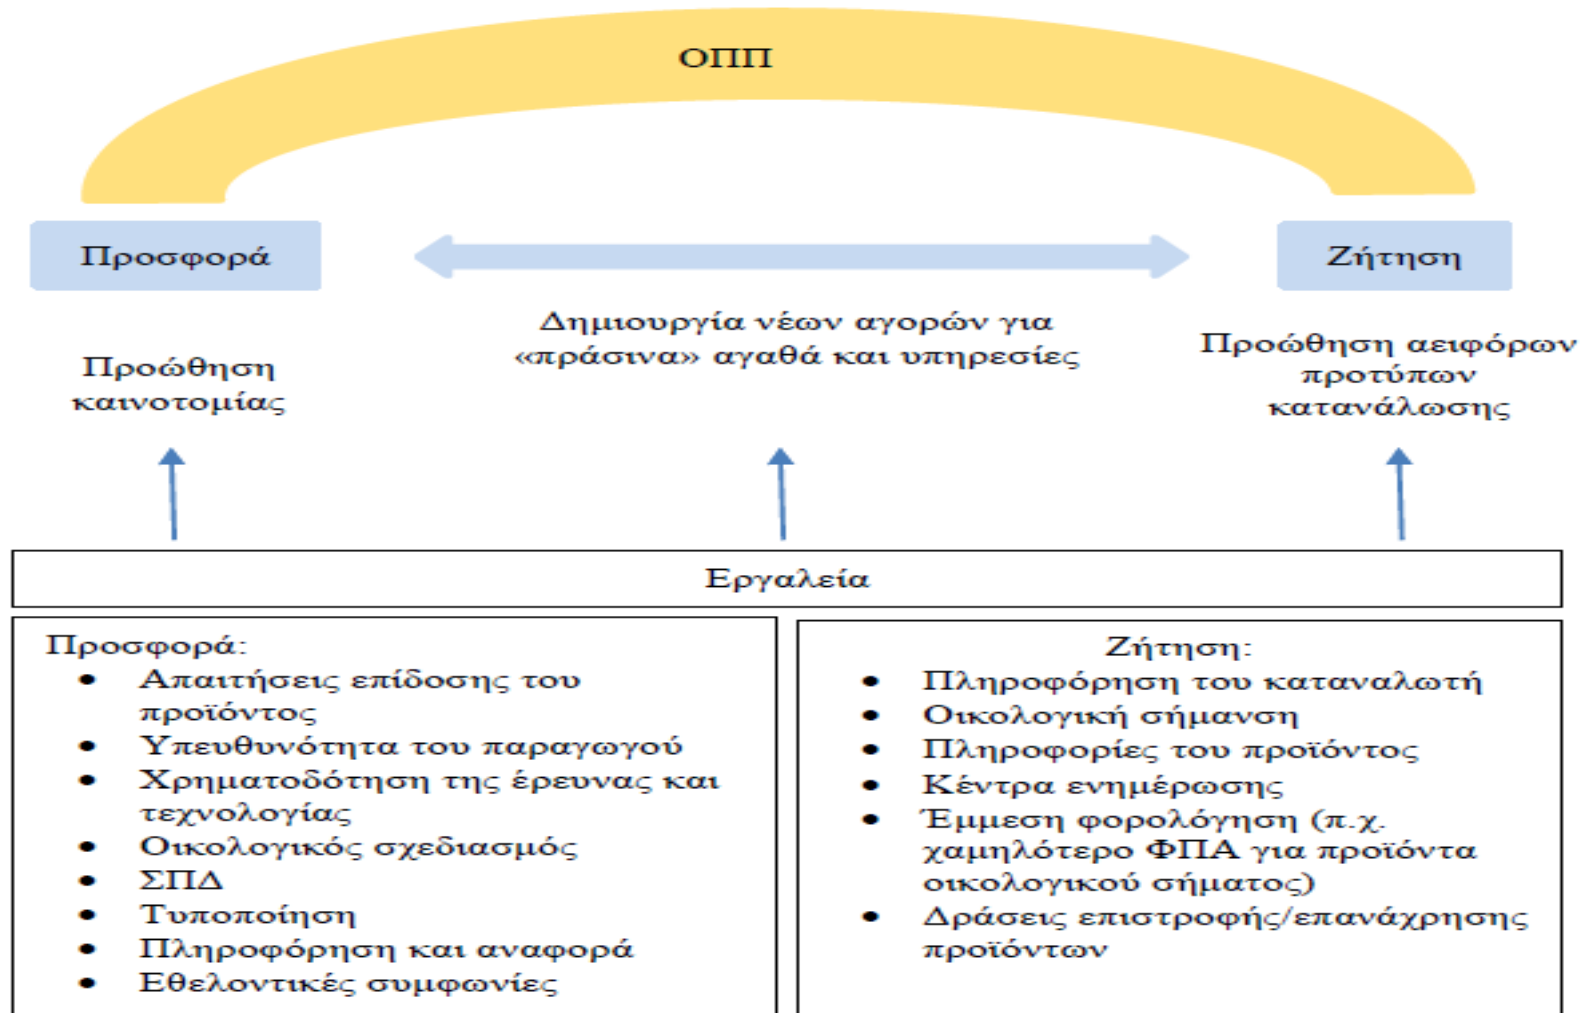 ΟΠΠ
Προσφορά
Ζήτηση
Δημιουργία νέων αγορών για
«πράσινα» αγαθά και υπηρεσίες
Προώθηση
καινοτομίας
Προώθηση αειφόρων
προτύπων
κατανάλωσης
Εργαλεία
Προσφορά:
• Απαιτήσεις επίδοσης του
προϊόντος
• Υπευθυνότητα του παραγωγού
• Χρηματοδότηση της έρευνας και
τεχνολογίας
• Οικολογικός σχεδιασμός
• ΣΠΔ
• Τυποποίηση
• Πληροφόρηση και αναφορά
• Εθελοντικές συμφωνίες
Ζήτηση:
• Πληροφόρηση του καταναλωτή
• Οικολογική σήμανση
• Πληροφορίες του προϊόντος
• Κέντρα ενημέρωσης
• Έμμεση φορολόγηση (π.χ.
χαμηλότερο ΦΠΑ για προϊόντα
οικολογικού σήματος)
• Δράσεις επιστροφής/επανάχρησης
προϊόντων